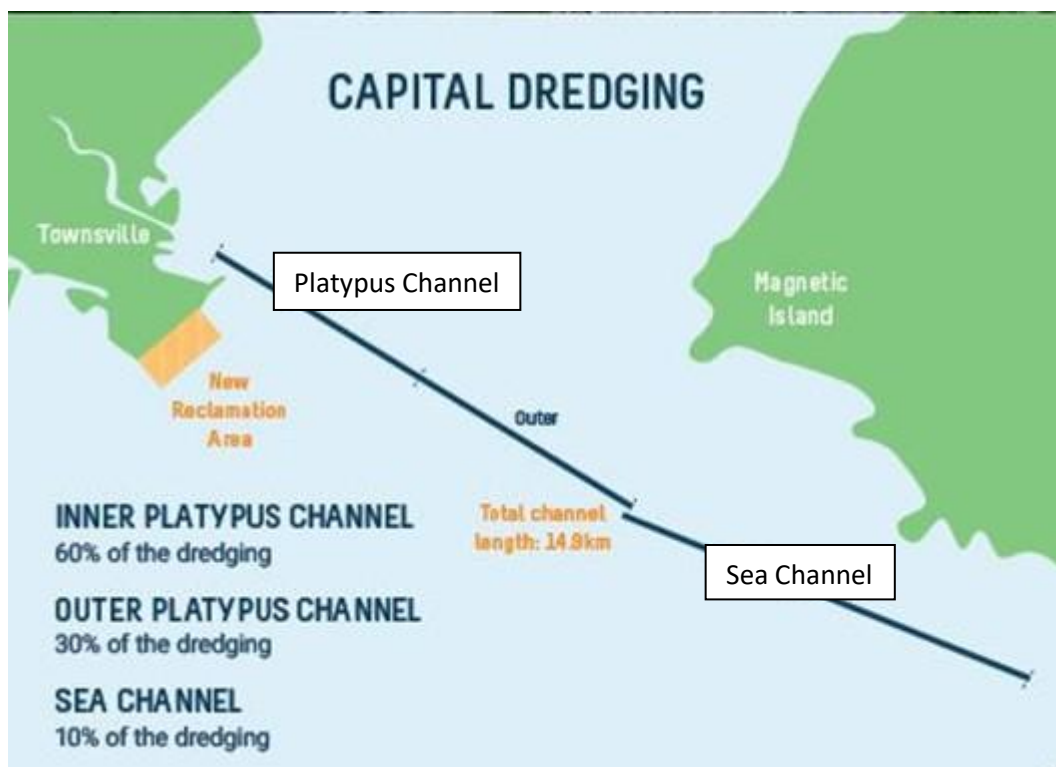 CAPITAL DREDGING
Townsville
Platypus Channel
Magnetic
Island
New
Reclamation
Area
Outer
Total channel
length: 14.9km
Sea Channel
INNER PLATYPUS CHANNEL
60% of the dredging
OUTER PLATYPUS CHANNEL
30% of the dredging
SEA CHANNEL
10% of the dredging